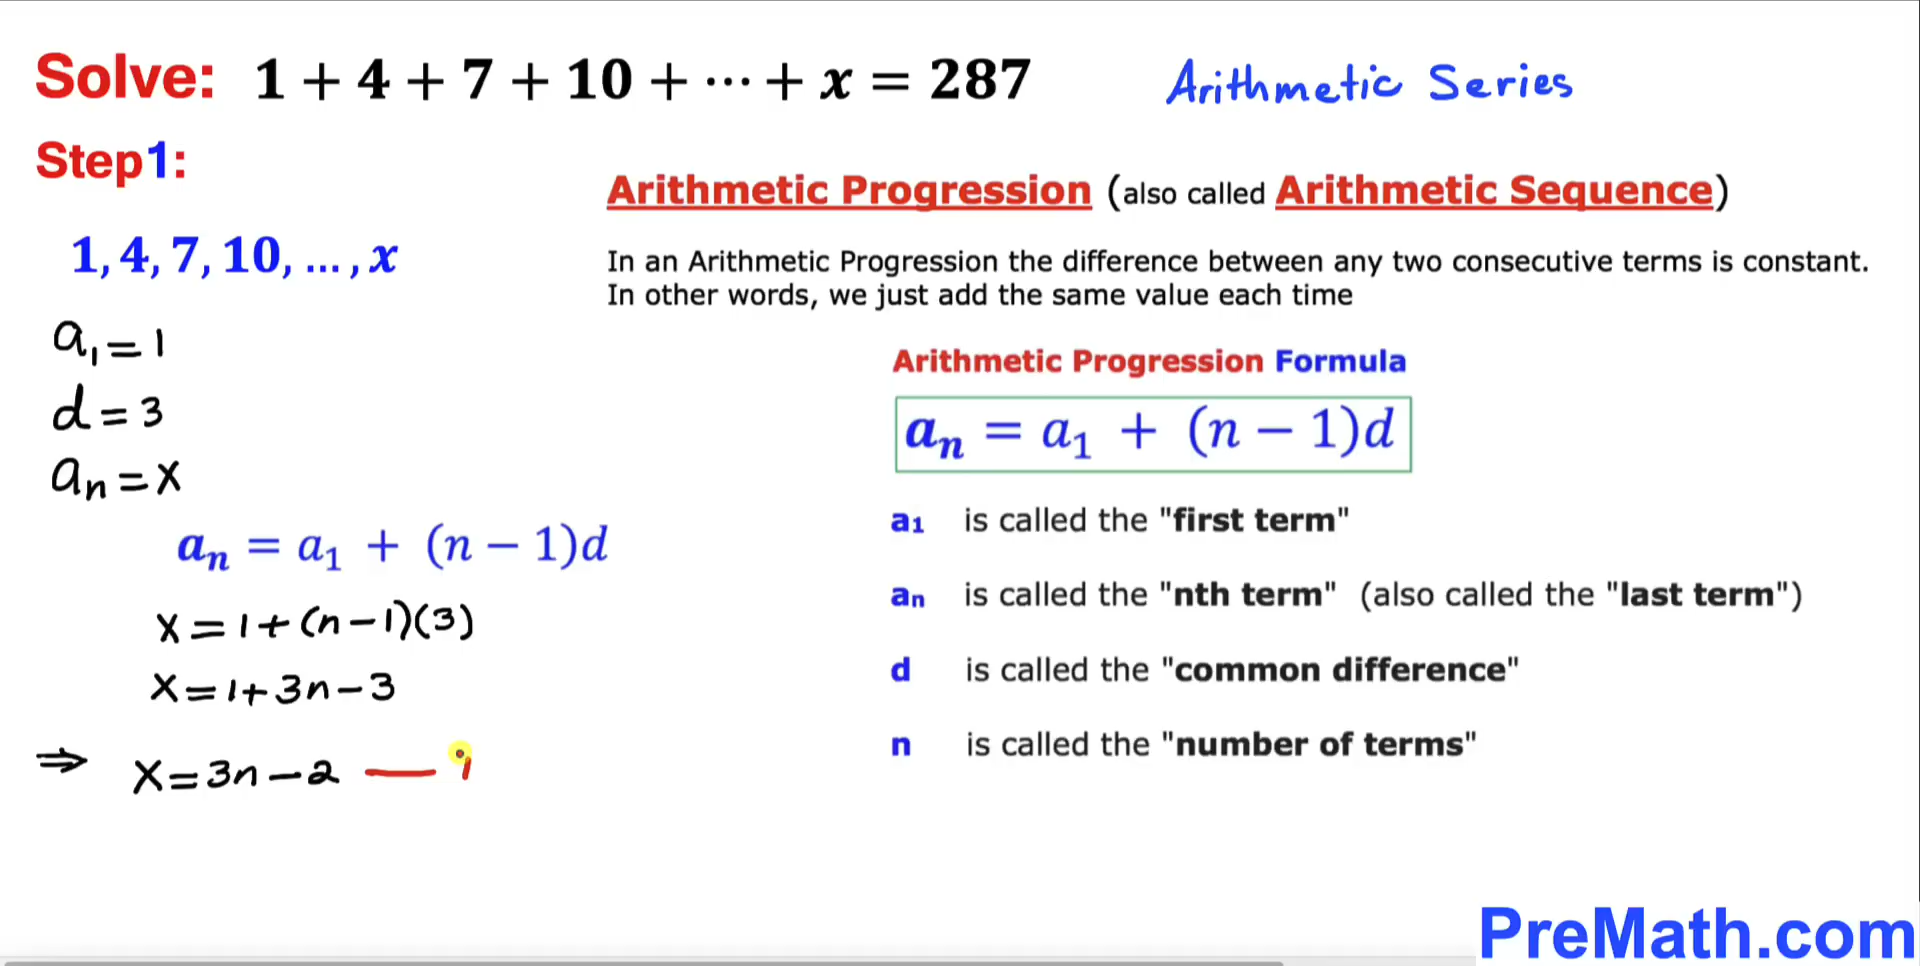 Solve: 1 + 4 + 7 + 10 + ⋯ + x = 287
Arithmetic Series
Step1:
1, 4, 7, 10, … , x
a₁ = 1
d = 3
aₙ = x
aₙ = a₁ + (n − 1)d
x = 1 + (n − 1)(3)
x = 1 + 3n − 3
⇒ x = 3n − 2 —
Arithmetic Progression (also called Arithmetic Sequence)
In an Arithmetic Progression the difference between any two consecutive terms is constant.
In other words, we just add the same value each time
Arithmetic Progression Formula
aₙ = a₁ + (n − 1)d
a₁ is called the "first term"
aₙ is called the "nth term" (also called the "last term")
d is called the "common difference"
n is called the "number of terms"
PreMath.com